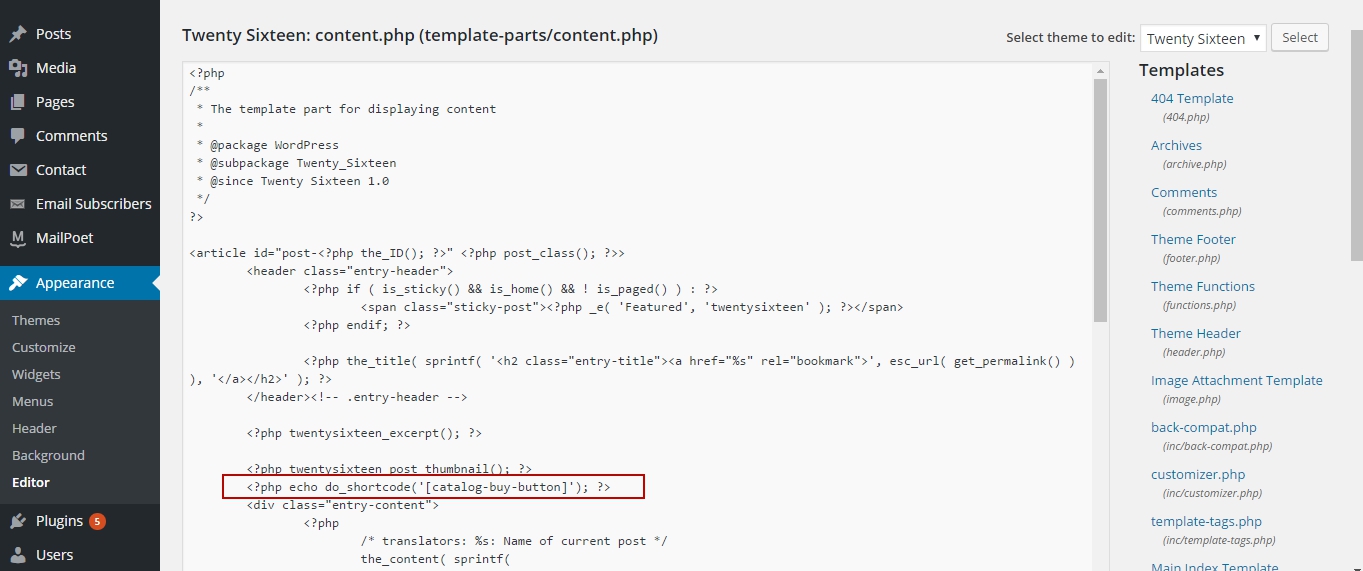 Posts
Media
Pages
Comments
Contact
Email Subscribers
MailPoet
Appearance
Themes
Customize
Widgets
Menus
Header
Background
Editor
Plugins 5
Users
Twenty Sixteen: content.php (template-parts/content.php)
Select theme to edit: Twenty Sixteen Select
<?php
/**
 * The template part for displaying content
 *
 * @package WordPress
 * @subpackage Twenty_Sixteen
 * @since Twenty Sixteen 1.0
 */
?>
<article id="post-<?php the_ID(); ?>" <?php post_class(); ?>>
	<header class="entry-header">
		<?php if ( is_sticky() && is_home() && ! is_paged() ) : ?>
			<span class="sticky-post"><?php _e( 'Featured', 'twentysixteen' ); ?></span>
		<?php endif; ?>
		<?php the_title( sprintf( '<h2 class="entry-title"><a href="%s" rel="bookmark">', esc_url( get_permalink() )
), '</a></h2>' ); ?>
	</header><!-- .entry-header -->
	<?php twentysixteen_excerpt(); ?>
	<?php twentysixteen_post_thumbnail(); ?>
	<?php echo do_shortcode('[catalog-buy-button]'); ?>
	<div class="entry-content">
		<?php
			/* translators: %s: Name of current post */
			the_content( sprintf(
Templates
404 Template
(404.php)
Archives
(archive.php)
Comments
(comments.php)
Theme Footer
(footer.php)
Theme Functions
(functions.php)
Theme Header
(header.php)
Image Attachment Template
(image.php)
back-compat.php
(inc/back-compat.php)
customizer.php
(inc/customizer.php)
template-tags.php
(inc/template-tags.php)
Main Index Template